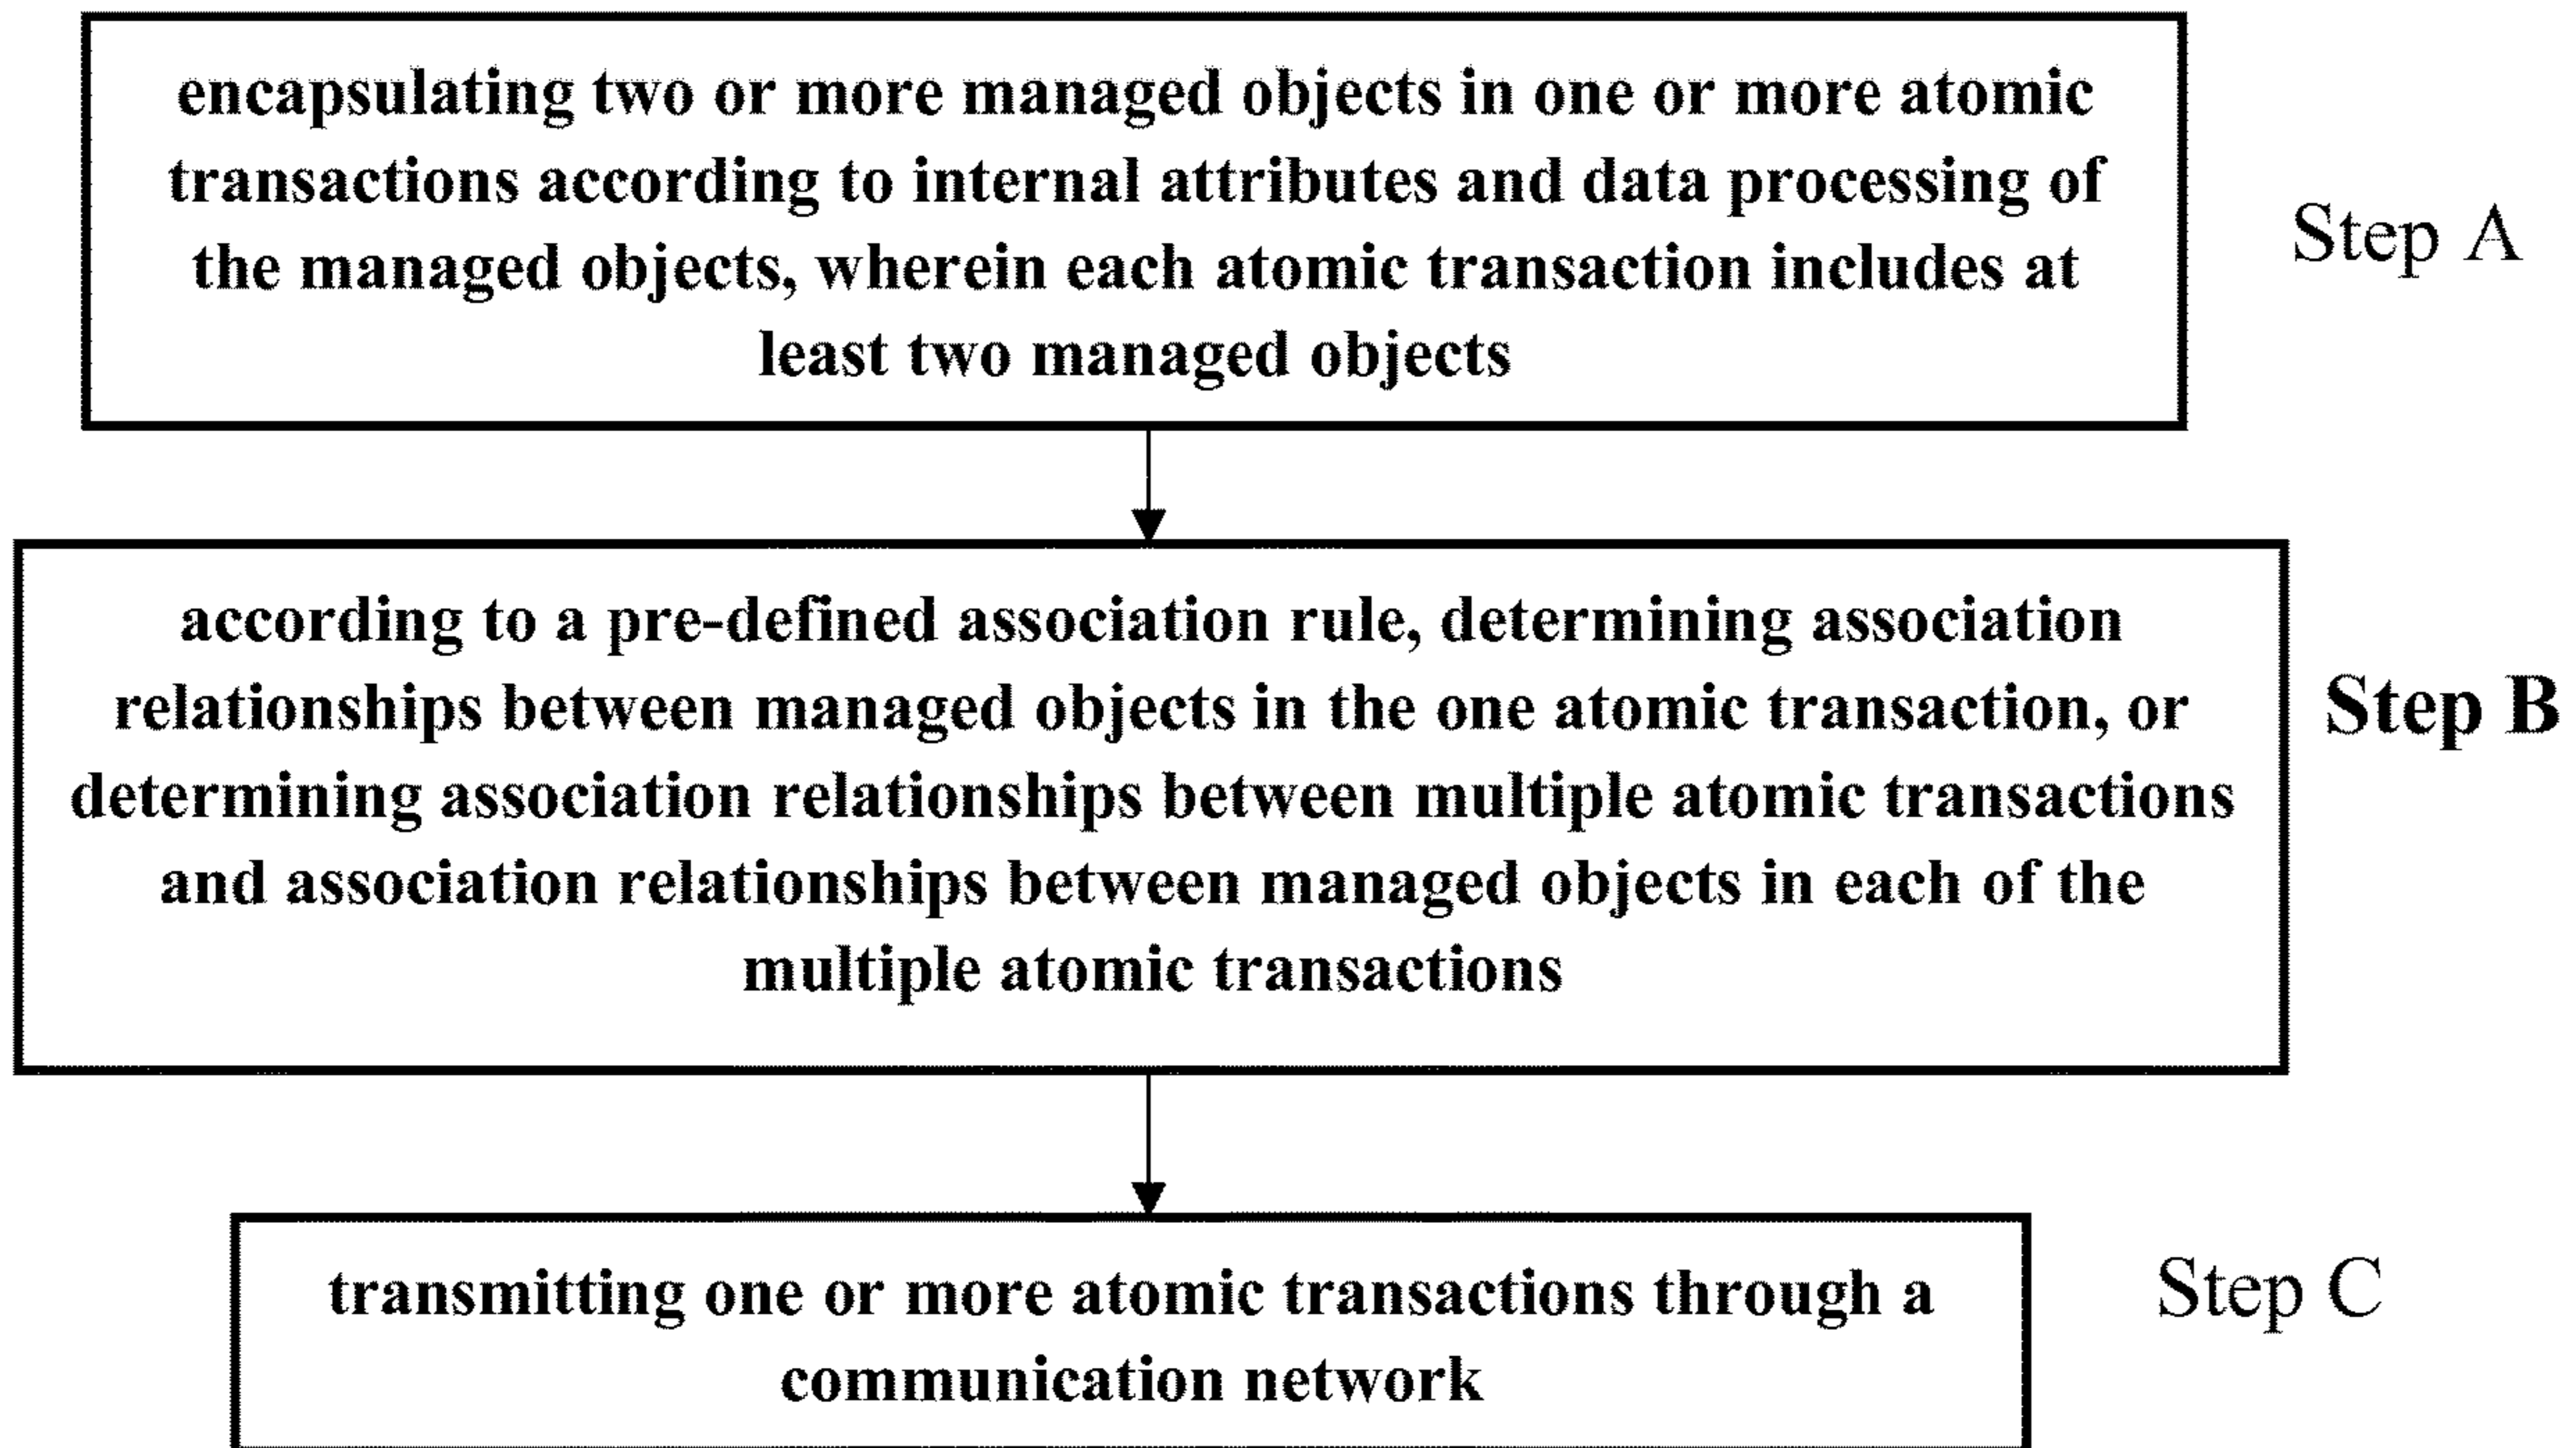 encapsulating two or more managed objects in one or more atomic
transactions according to internal attributes and data processing of
the managed objects, wherein each atomic transaction includes at
least two managed objects
Step A
according to a pre-defined association rule, determining association
relationships between managed objects in the one atomic transaction, or
determining association relationships between multiple atomic transactions
and association relationships between managed objects in each of the
multiple atomic transactions
Step B
transmitting one or more atomic transactions through a
communication network
Step C